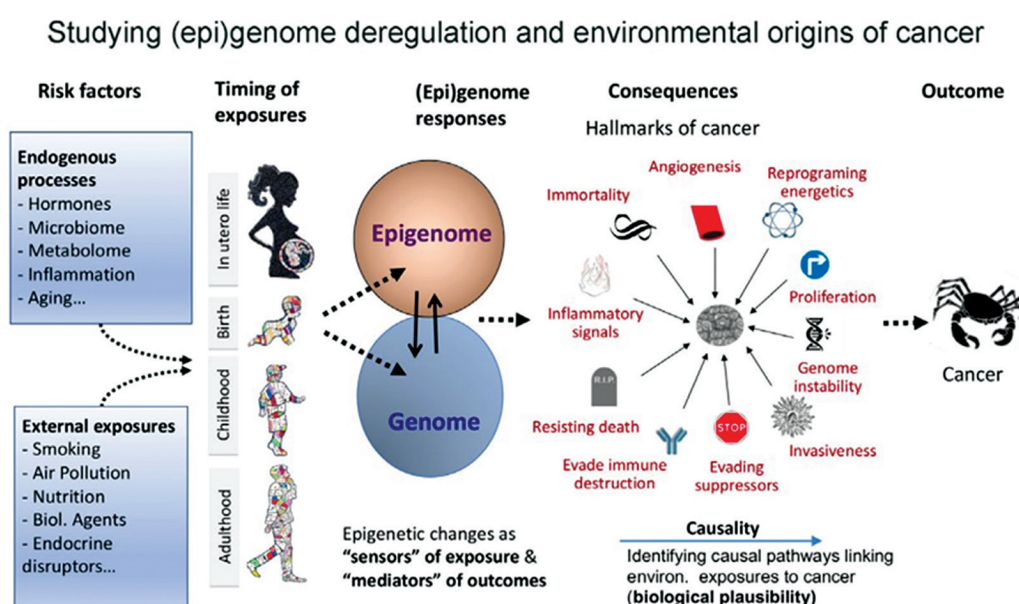 Studying (epi)genome deregulation and environmental origins of cancer
Risk factors
Endogenous
processes
- Hormones
- Microbiome
- Metabolome
- Inflammation
- Aging...
External exposures
- Smoking
- Air Pollution
- Nutrition
- Biol. Agents
- Endocrine
disruptors...
Timing of
exposures
In utero life
Birth
Childhood
Adulthood
(Epi)genome
responses
Epigenome
Genome
Epigenetic changes as
“sensors” of exposure &
“mediators” of outcomes
Consequences
Hallmarks of cancer
Immortality
Angiogenesis
Reprograming
energetics
Inflammatory
signals
Proliferation
Genome
instability
R.I.P.
Resisting death
Evade immune
destruction
STOP
Evading
suppressors
Invasiveness
Causality
Identifying causal pathways linking
environ. exposures to cancer
(biological plausibility)
Outcome
Cancer